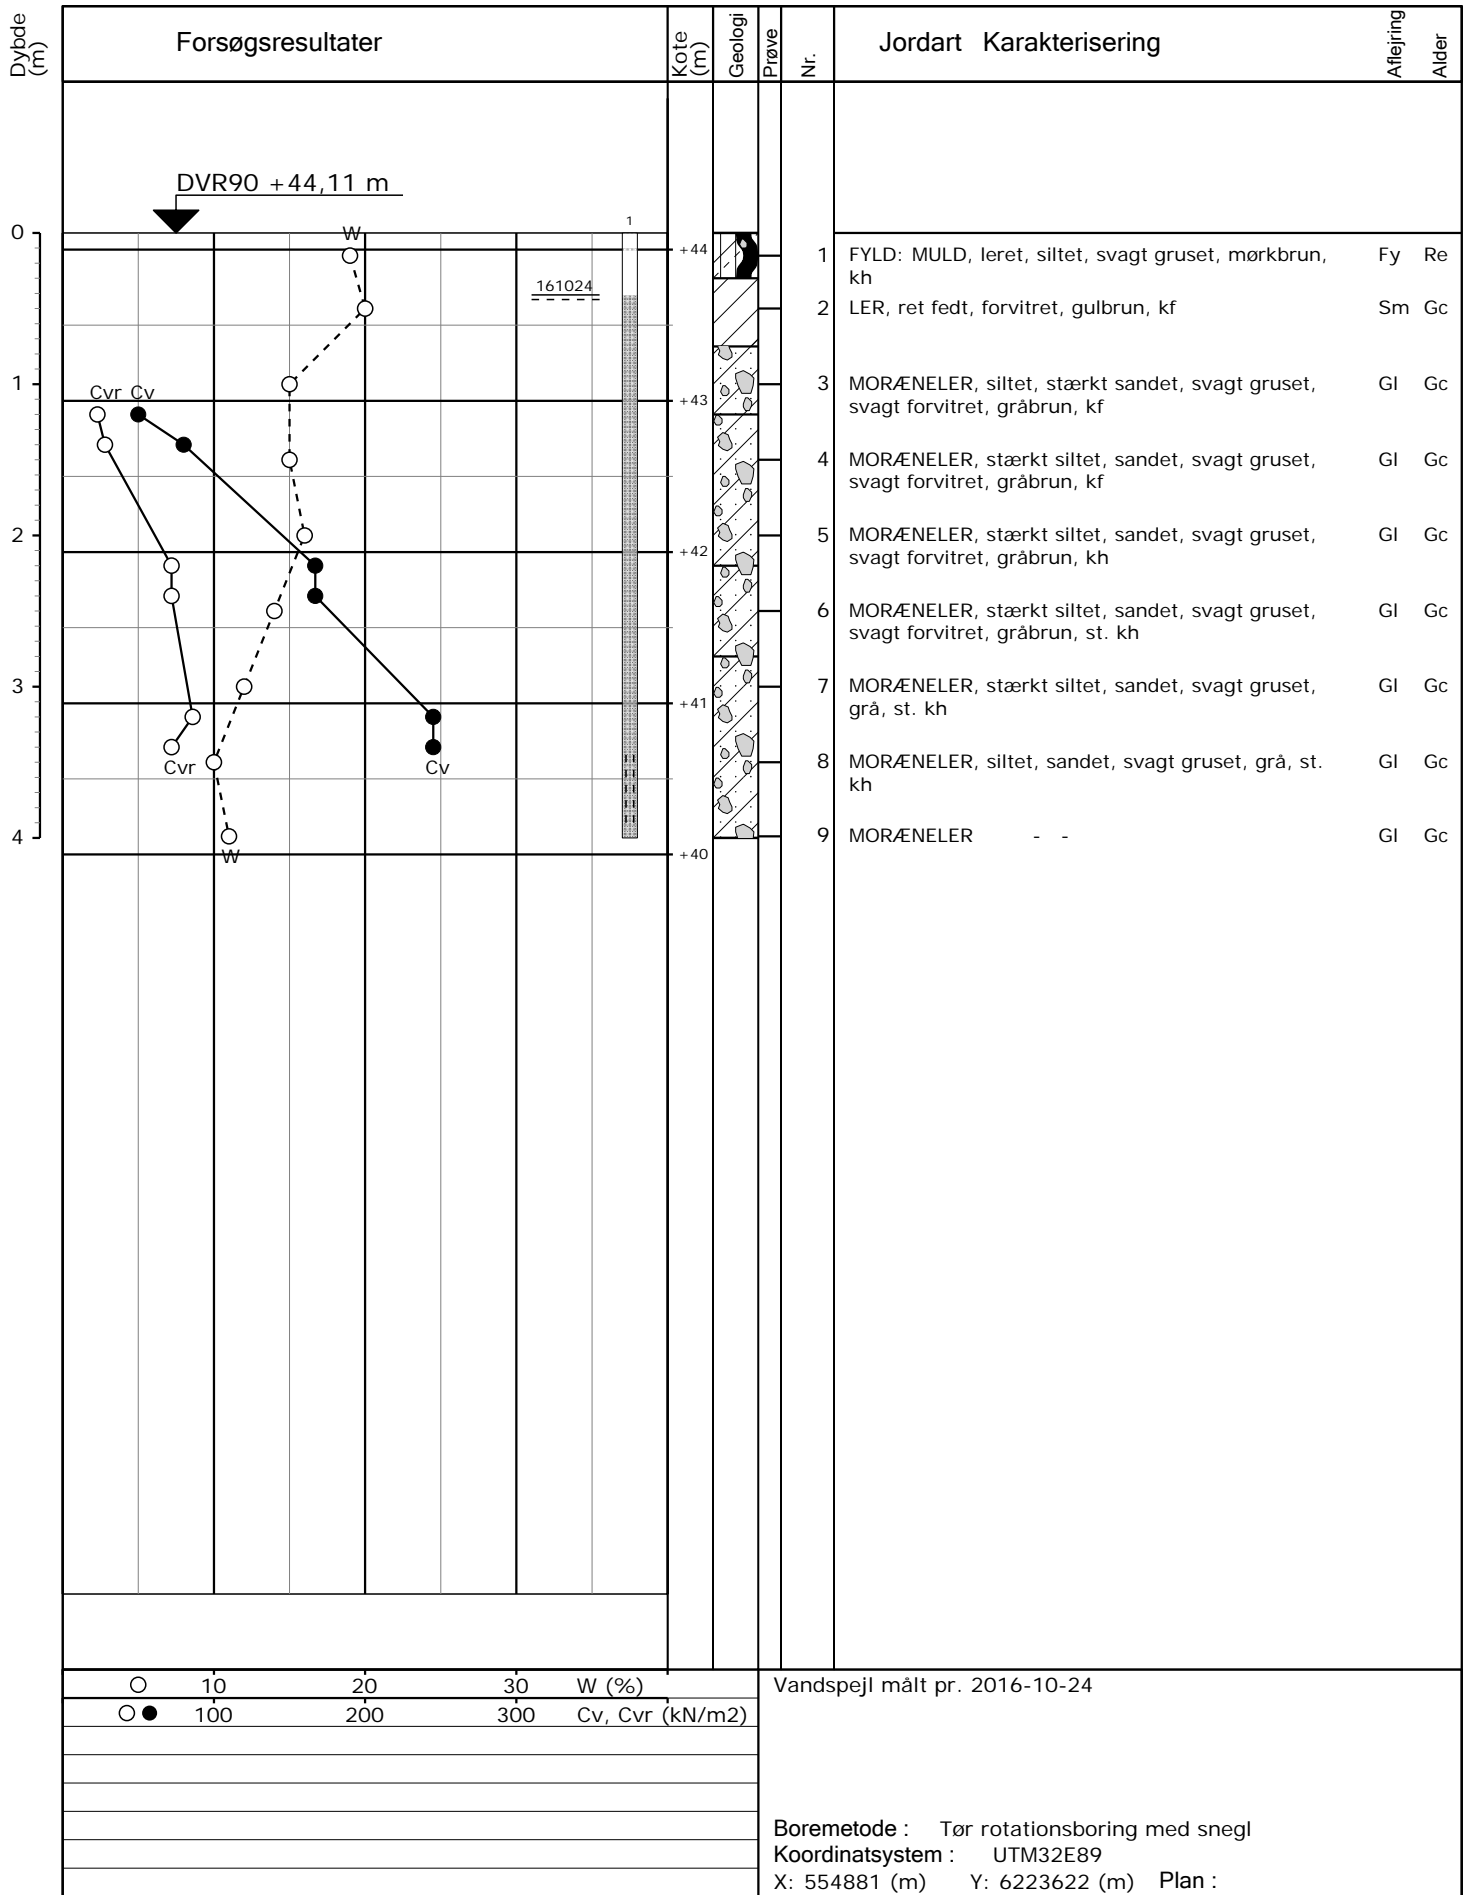 Dybde (m)
Forsøgsresultater
Kote (m)
Geologi
Prøve
Nr.
Jordart Karakterisering
Aflejring
Alder
DVR90 +44,11 m
0
W
1
+44
1 FYLD: MULD, leret, siltet, svagt gruset, mørkbrun, Fy Re
kh
161024
2 LER, ret fedt, forvitret, gulbrun, kf Sm Gc
1
Cvr Cv
+43
3 MORÆNELER, siltet, stærkt sandet, svagt gruset, Gl Gc
svagt forvitret, gråbrun, kf
4 MORÆNELER, stærkt siltet, sandet, svagt gruset, Gl Gc
svagt forvitret, gråbrun, kf
2
+42
5 MORÆNELER, stærkt siltet, sandet, svagt gruset, Gl Gc
svagt forvitret, gråbrun, kh
6 MORÆNELER, stærkt siltet, sandet, svagt gruset, Gl Gc
svagt forvitret, gråbrun, st. kh
3
+41
7 MORÆNELER, stærkt siltet, sandet, svagt gruset, Gl Gc
grå, st. kh
Cvr
Cv
8 MORÆNELER, siltet, sandet, svagt gruset, grå, st. Gl Gc
kh
4
W
+40
9 MORÆNELER - - Gl Gc
10 20 30 W (%)
100 200 300 Cv, Cvr (kN/m2)
Vandspejl målt pr. 2016-10-24
Boremetode : Tør rotationsboring med snegl
Koordinatsystem : UTM32E89
X: 554881 (m) Y: 6223622 (m) Plan :